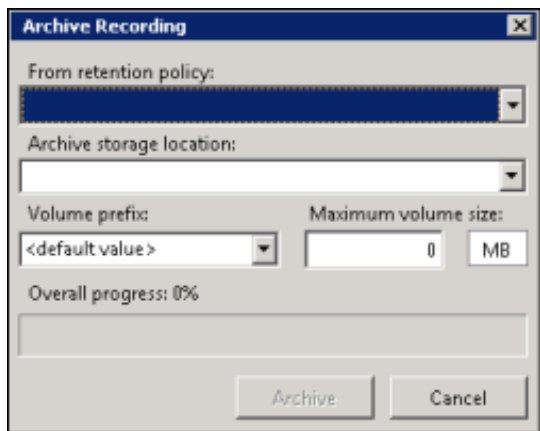 Archive Recording
From retention policy:
Archive storage location:
Volume prefix:
Maximum volume size:
<default value>
0
MB
Overall progress: 0%
Archive
Cancel